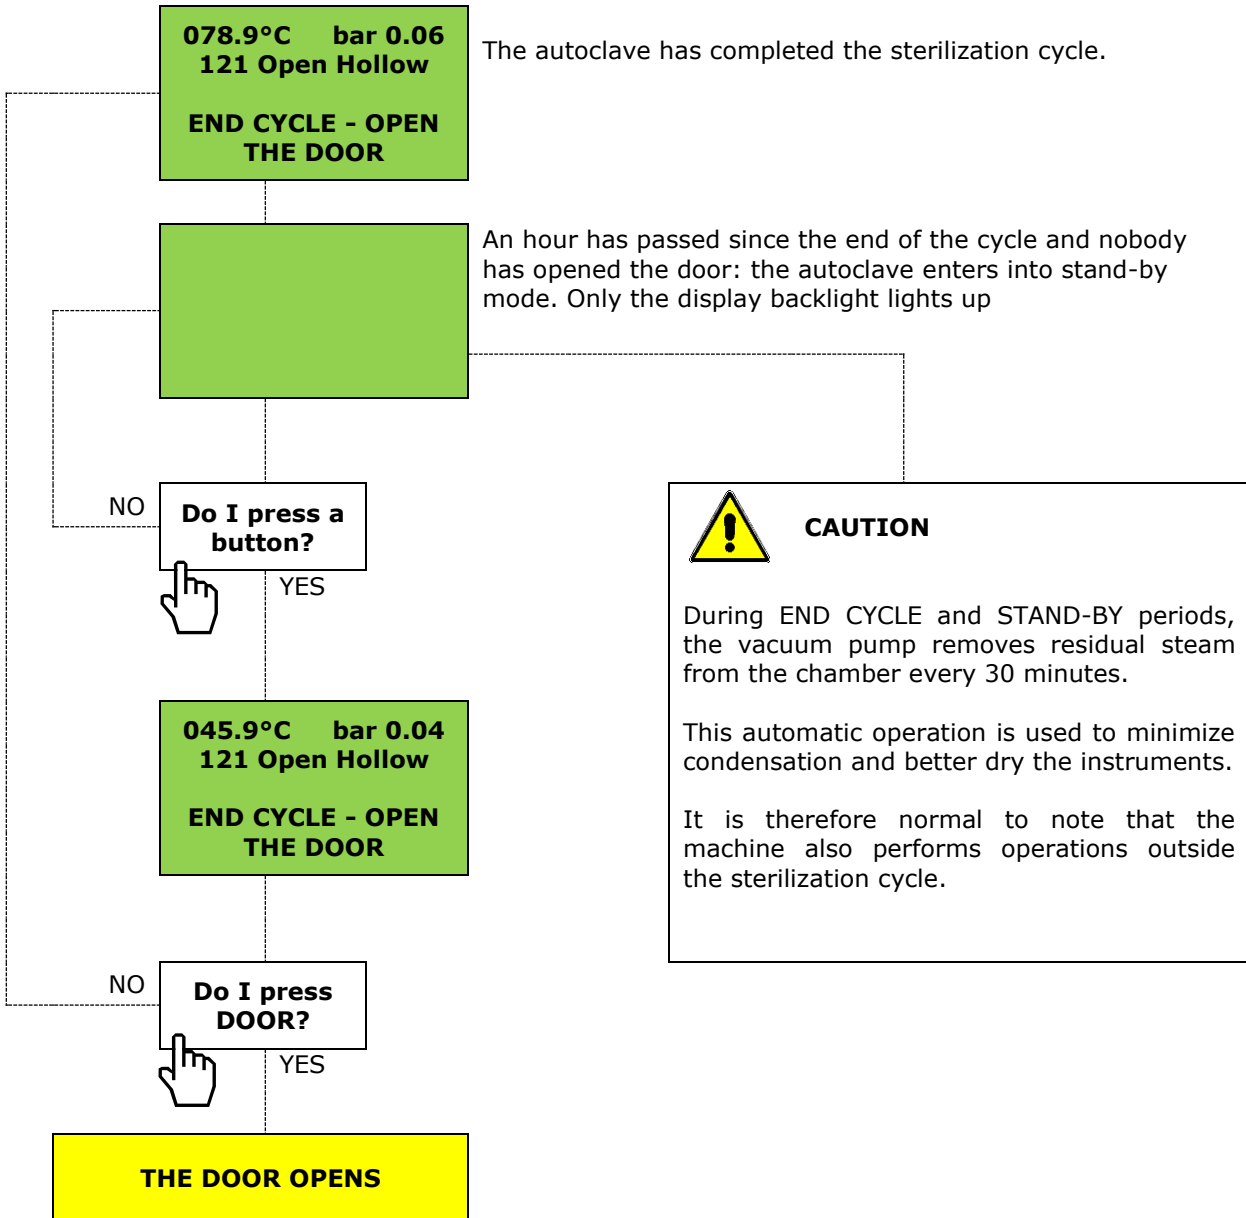 078.9°C bar 0.06
121 Open Hollow
END CYCLE - OPEN
THE DOOR
The autoclave has completed the sterilization cycle.
An hour has passed since the end of the cycle and nobody
has opened the door: the autoclave enters into stand-by
mode. Only the display backlight lights up
NO
Do I press a
button?
YES
CAUTION
During END CYCLE and STAND-BY periods,
the vacuum pump removes residual steam
from the chamber every 30 minutes.
This automatic operation is used to minimize
condensation and better dry the instruments.
It is therefore normal to note that the
machine also performs operations outside
the sterilization cycle.
045.9°C bar 0.04
121 Open Hollow
END CYCLE - OPEN
THE DOOR
NO
Do I press
DOOR?
YES
THE DOOR OPENS